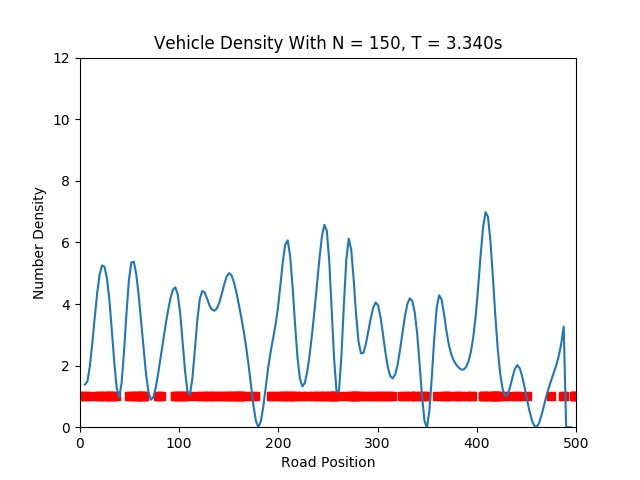 Vehicle Density With N = 150, T = 3.340s
12
10
8
6
4
2
0
Number Density
0 100 200 300 400 500
Road Position